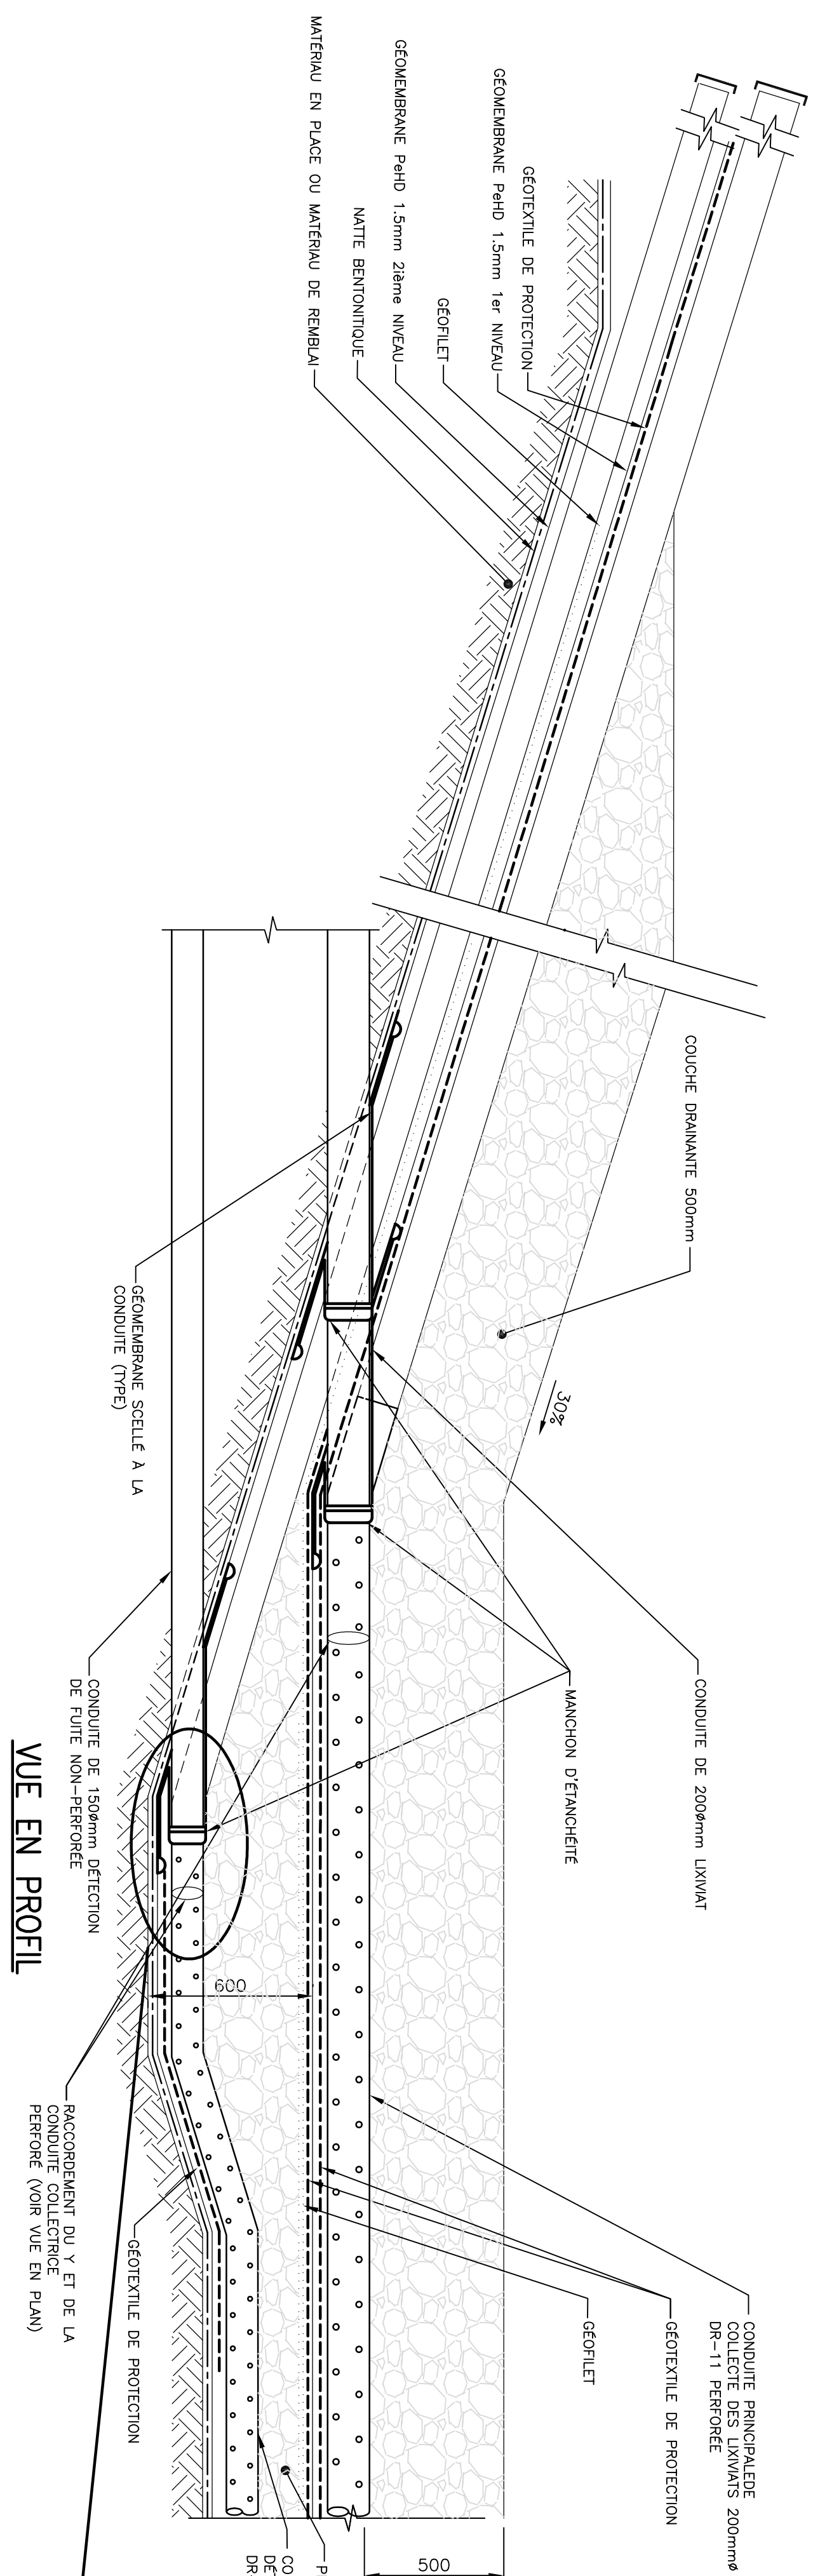 MATÉRIAU EN PLACE OU MATÉRIAU DE REMBLAI
NATTE BENTONITIQUE
GÉOMEMBRANE PeHD 1.5mm 2ième NIVEAU
GÉOFILET
GÉOMEMBRANE PeHD 1.5mm 1er NIVEAU
GÉOTEXTILE DE PROTECTION
COUCHE DRAINANTE 500mm
30%
GÉOMEMBRANE SCELLÉ À LA
CONDUITE (TYPE)
CONDUITE DE 200ømm LIXIVIAT
MANCHON D'ÉTANCHÉITÉ
CONDUITE DE 150ømm DÉTECTION
DE FUITE NON-PERFORÉE
VUE EN PROFIL
600
RACCORDEMENT DU Y ET DE LA
CONDUITE COLLECTRICE
PERFORÉ (VOIR VUE EN PLAN)
GÉOTEXTILE DE PROTECTION
CONDUITE PRINCIPALEDE
COLLECTE DES LIXIVIATS 200mmø
DR-11 PERFORÉE
GÉOTEXTILE DE PROTECTION
GÉOFILET
P
CO
DÉ
DR
500